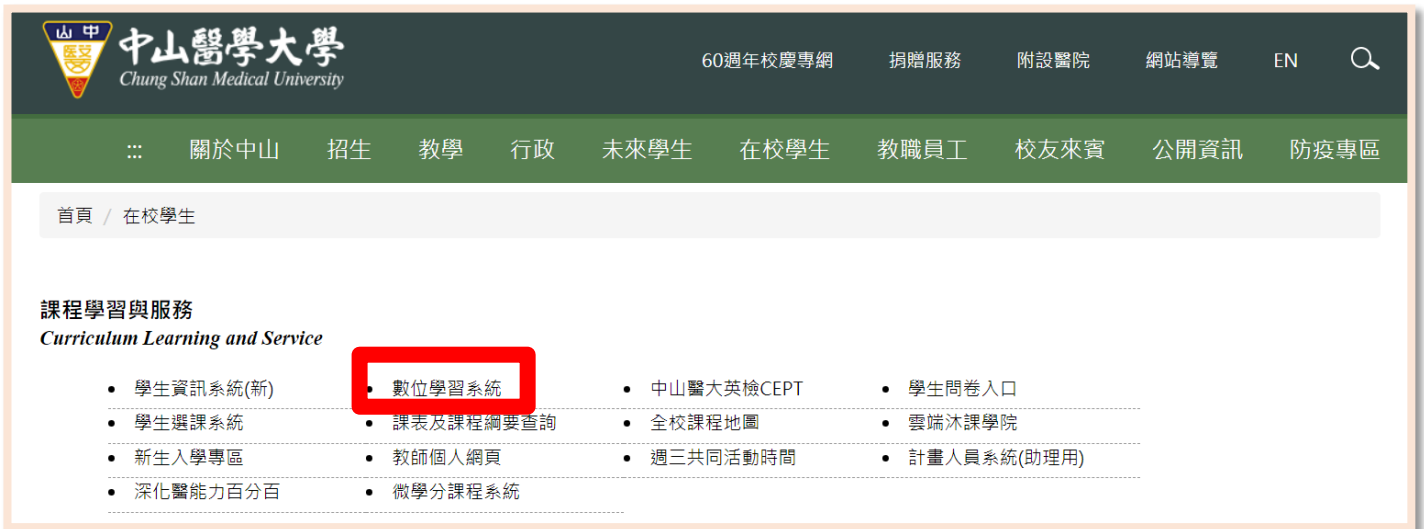 山中
醫
中山醫學大學
Chung Shan Medical University
60週年校慶專網 捐贈服務 附設醫院 網站導覽 EN
::: 關於中山 招生 教學 行政 未來學生 在校學生 教職員工 校友來賓 公開資訊 防疫專區
首頁 / 在校學生
課程學習與服務
Curriculum Learning and Service
• 學生資訊系統(新) • 數位學習系統 • 中山醫大英檢CEPT • 學生問卷入口
• 學生選課系統 • 課表及課程綱要查詢 • 全校課程地圖 • 雲端沐課學院
• 新生入學專區 • 教師個人網頁 • 週三共同活動時間 • 計畫人員系統(助理用)
• 深化醫能力百分百 • 微學分課程系統